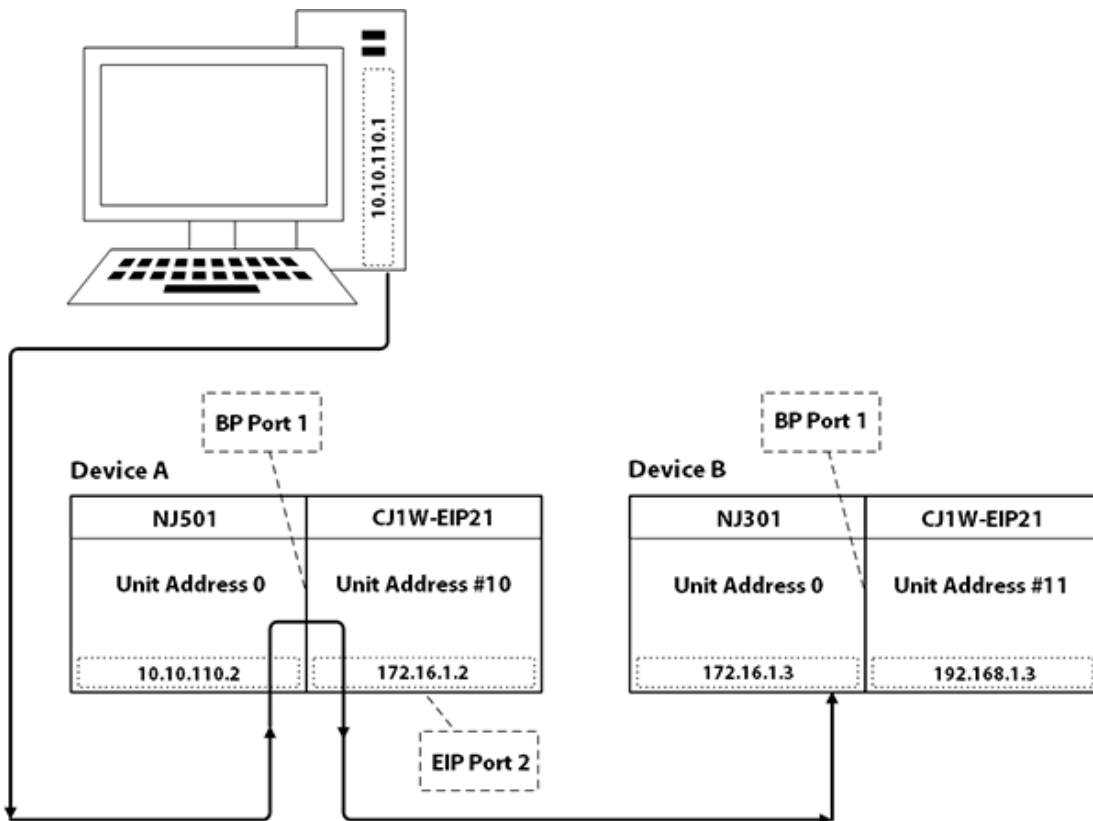 10.10.110.1
BP Port 1
BP Port 1
Device A
Device B
NJ501
CJ1W-EIP21
NJ301
CJ1W-EIP21
Unit Address 0
Unit Address #10
Unit Address 0
Unit Address #11
10.10.110.2
172.16.1.2
172.16.1.3
192.168.1.3
EIP Port 2